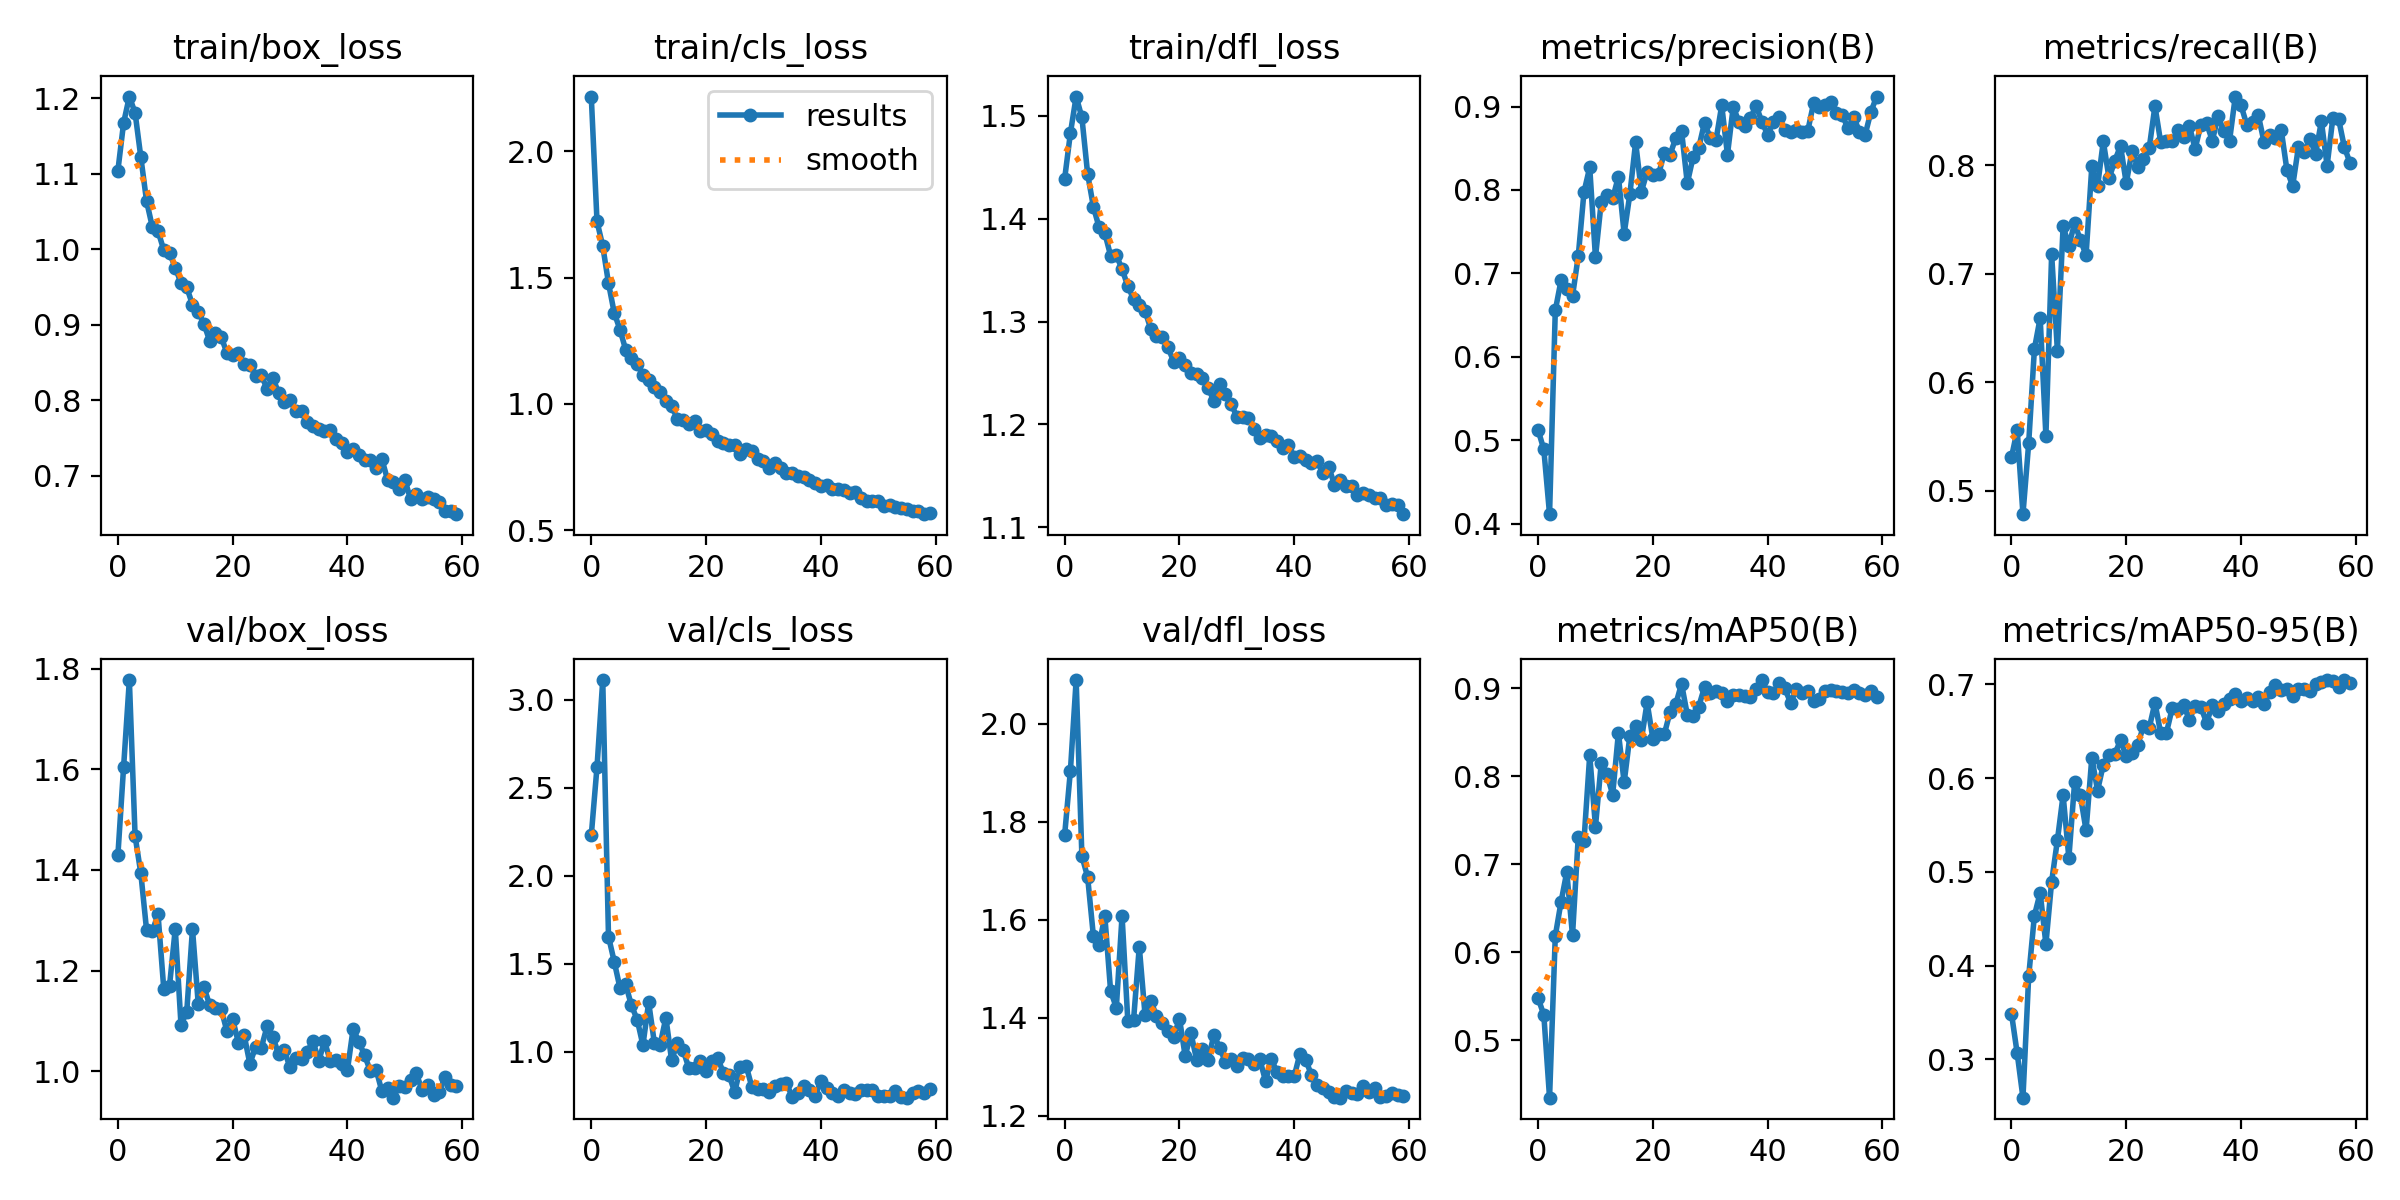 train/box_loss
1.2
1.1
1.0
0.9
0.8
0.7
0 20 40 60
train/cls_loss
results
smooth
2.0
1.5
1.0
0.5
0 20 40 60
train/dfl_loss
1.5
1.4
1.3
1.2
1.1
0 20 40 60
metrics/precision(B)
0.9
0.8
0.7
0.6
0.5
0.4
0 20 40 60
metrics/recall(B)
0.8
0.7
0.6
0.5
0 20 40 60
val/box_loss
1.8
1.6
1.4
1.2
1.0
0 20 40 60
val/cls_loss
3.0
2.5
2.0
1.5
1.0
0 20 40 60
val/dfl_loss
2.0
1.8
1.6
1.4
1.2
0 20 40 60
metrics/mAP50(B)
0.9
0.8
0.7
0.6
0.5
0 20 40 60
metrics/mAP50-95(B)
0.7
0.6
0.5
0.4
0.3
0 20 40 60